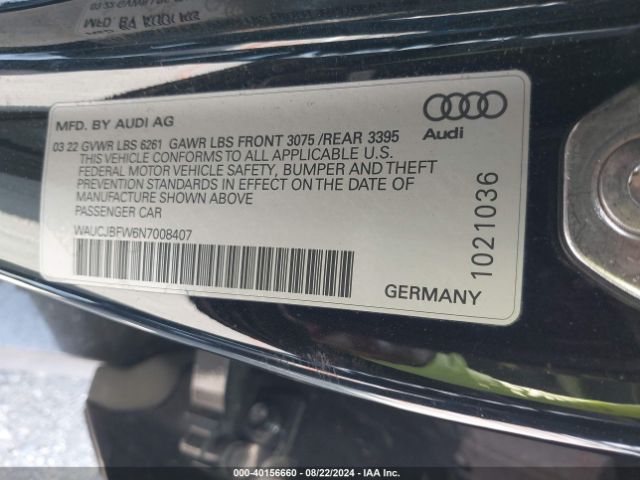 MFD. BY AUDI AG
03 22 GVWR LBS 6261 GAWR LBS FRONT 3075 /REAR 3395
THIS VEHICLE CONFORMS TO ALL APPLICABLE U.S.
FEDERAL MOTOR VEHICLE SAFETY, BUMPER AND THEFT
PREVENTION STANDARDS IN EFFECT ON THE DATE OF
MANUFACTURE SHOWN ABOVE
PASSENGER CAR
WAUCJBFW6N7008407
Audi
1021036
GERMANY
000-40156660 - 08/22/2024 - IAA Inc.